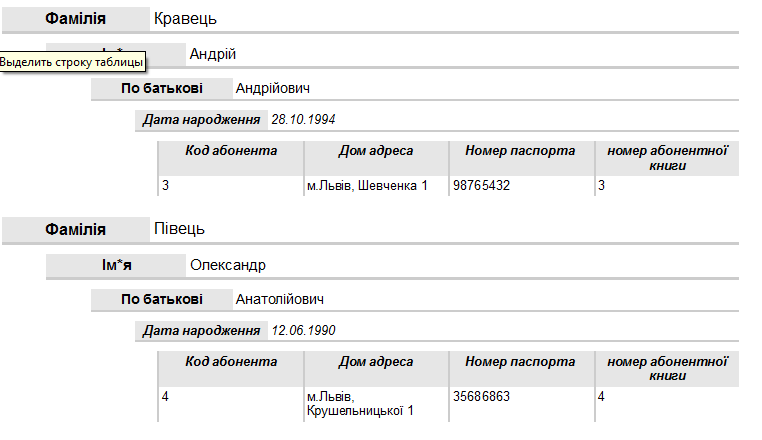 Фамілія Кравець
Ім*я Андрій
Выделить строку таблицы
По батькові Андрійович
Дата народження 28.10.1994
Код абонента Дом адреса Номер паспорта номер абонентної
книги
3 м.Львів, Шевченка 1 98765432 3
Фамілія Півець
Ім*я Олександр
По батькові Анатолійович
Дата народження 12.06.1990
Код абонента Дом адреса Номер паспорта номер абонентної
книги
4 м.Львів, 35686863 4
Крушельницької 1